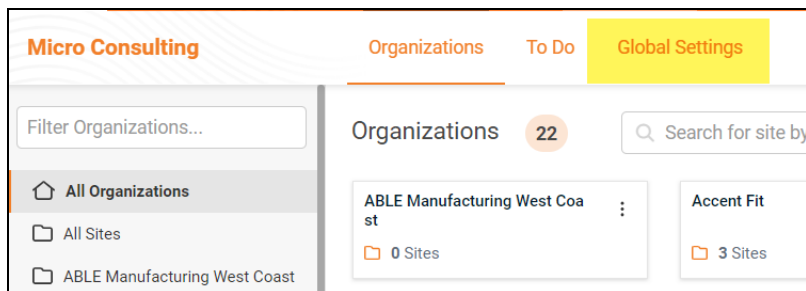 Micro Consulting
Organizations To Do Global Settings
Filter Organizations...
Organizations 22
Search for site by
All Organizations
All Sites
ABLE Manufacturing West Coast
ABLE Manufacturing West Coa
st
0 Sites
Accent Fit
3 Sites